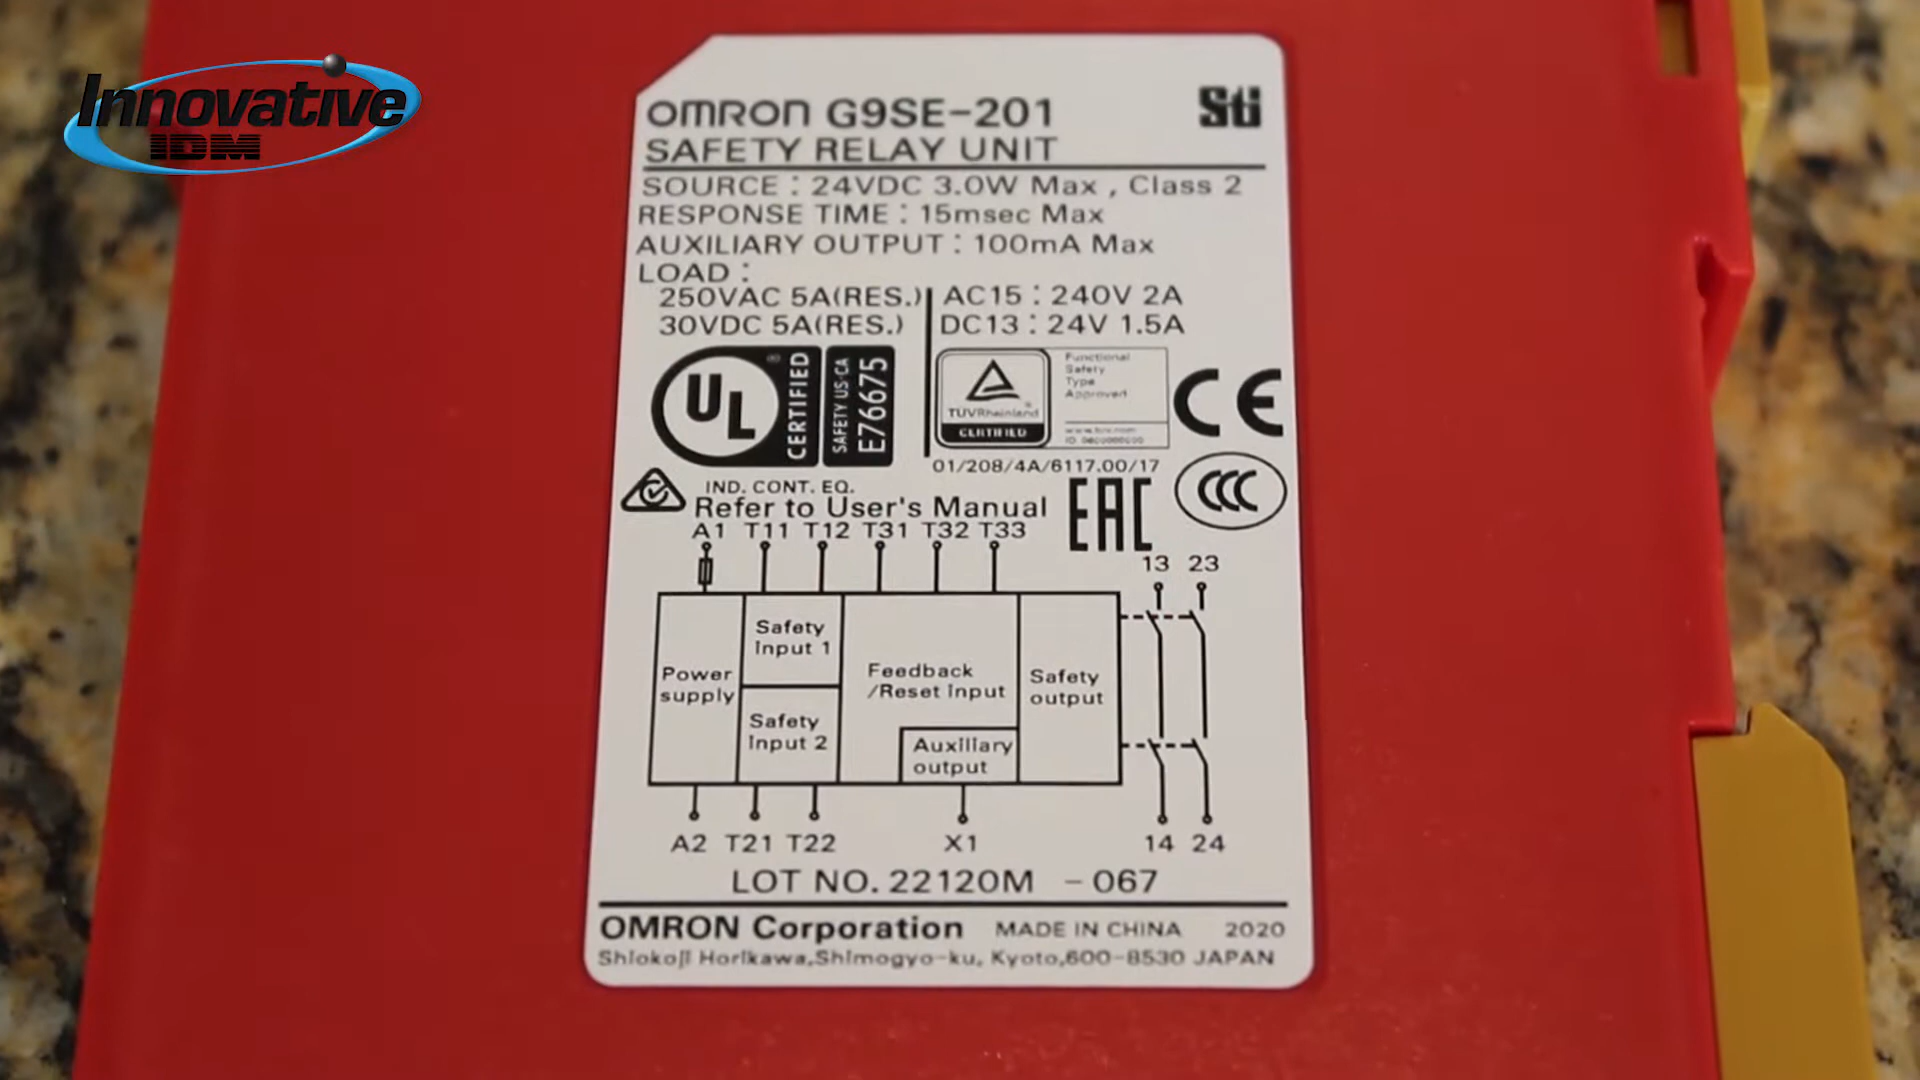 Innovative
IDM
OMRON G9SE-201
Sti
SAFETY RELAY UNIT
SOURCE : 24VDC 3.0W Max , Class 2
RESPONSE TIME : 15msec Max
AUXILIARY OUTPUT : 100mA Max
LOAD :
250VAC 5A(RES.)
30VDC 5A(RES.)
AC15 : 240V 2A
DC13 : 24V 1.5A
UL
CERTIFIED
SAFETY US·CA
E76675
TÜVRheinland
CERTIFIED
Functional
Safety
Type
Approved
www.tuv.com
CE
01/208/4A/6117.00/17
IND. CONT. EQ.
Refer to User's Manual
EAC
CCC
A1 T11 T12 T31 T32 T33
13 23
Power
supply
Safety
Input 1
Safety
Input 2
Feedback
/Reset Input
Auxiliary
output
Safety
output
A2 T21 T22 X1 14 24
LOT NO. 22120M - 067
OMRON Corporation MADE IN CHINA 2020
Shiokoji Horikawa,Shimogyo-ku, Kyoto,600-8530 JAPAN